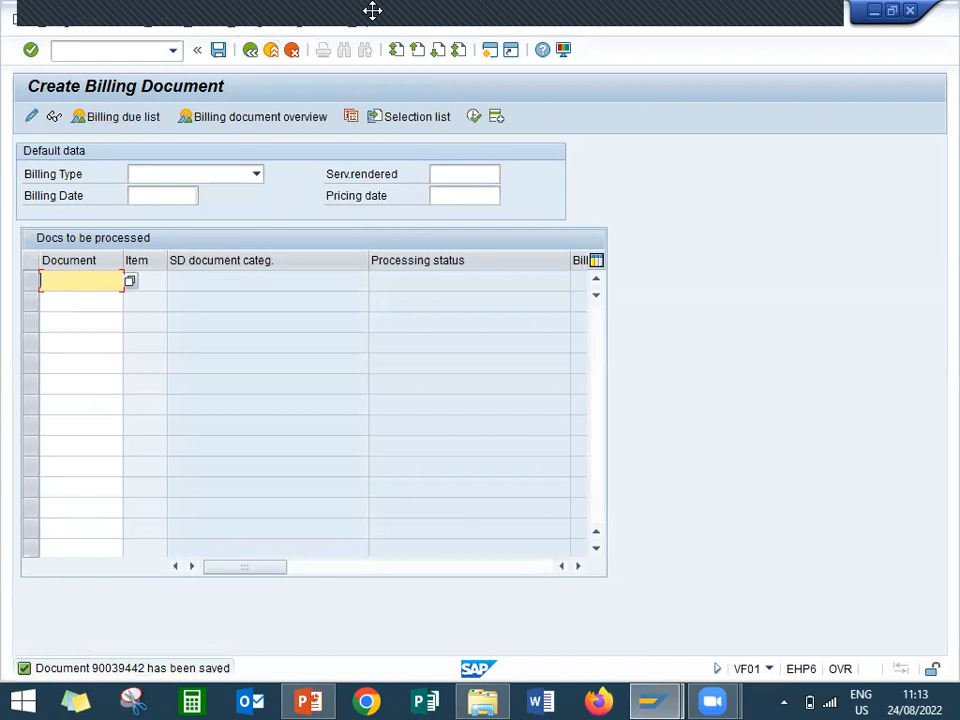 Create Billing Document
Billing due list
Billing document overview
Selection list
Default data
Billing Type
Serv.rendered
Billing Date
Pricing date
Docs to be processed
Document
Item
SD document categ.
Processing status
Bill
Document 90039442 has been saved
SAP
VF01
EHP6
OVR
ENG
US
11:13
24/08/2022